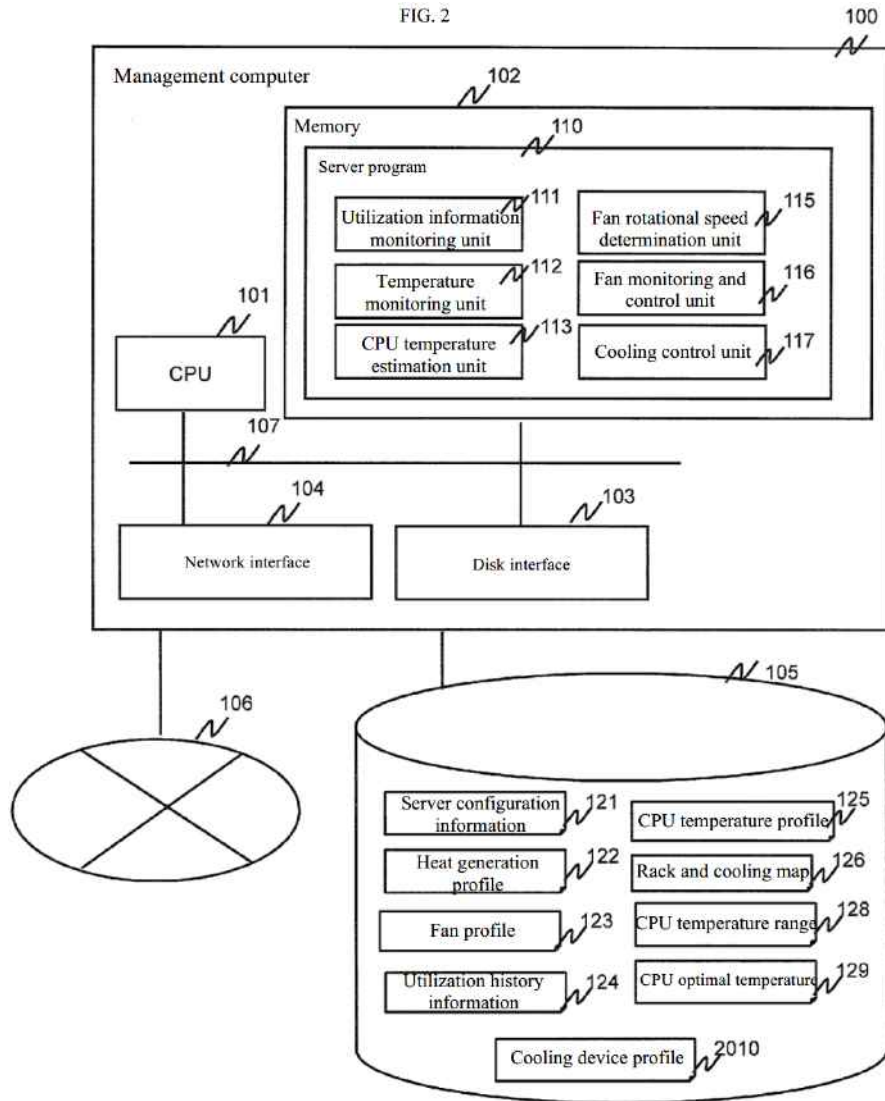 FIG. 2
100
Management computer
102
Memory
110
Server program
111
Utilization information
monitoring unit
115
Fan rotational speed
determination unit
112
Temperature
monitoring unit
116
Fan monitoring and
control unit
113
CPU temperature
estimation unit
117
Cooling control unit
101
CPU
107
104
Network interface
103
Disk interface
105
106
Server configuration
information
121
CPU temperature profile
125
Heat generation
profile
122
Rack and cooling map
126
Fan profile
123
CPU temperature range
128
Utilization history
information
124
CPU optimal temperature
129
Cooling device profile
2010